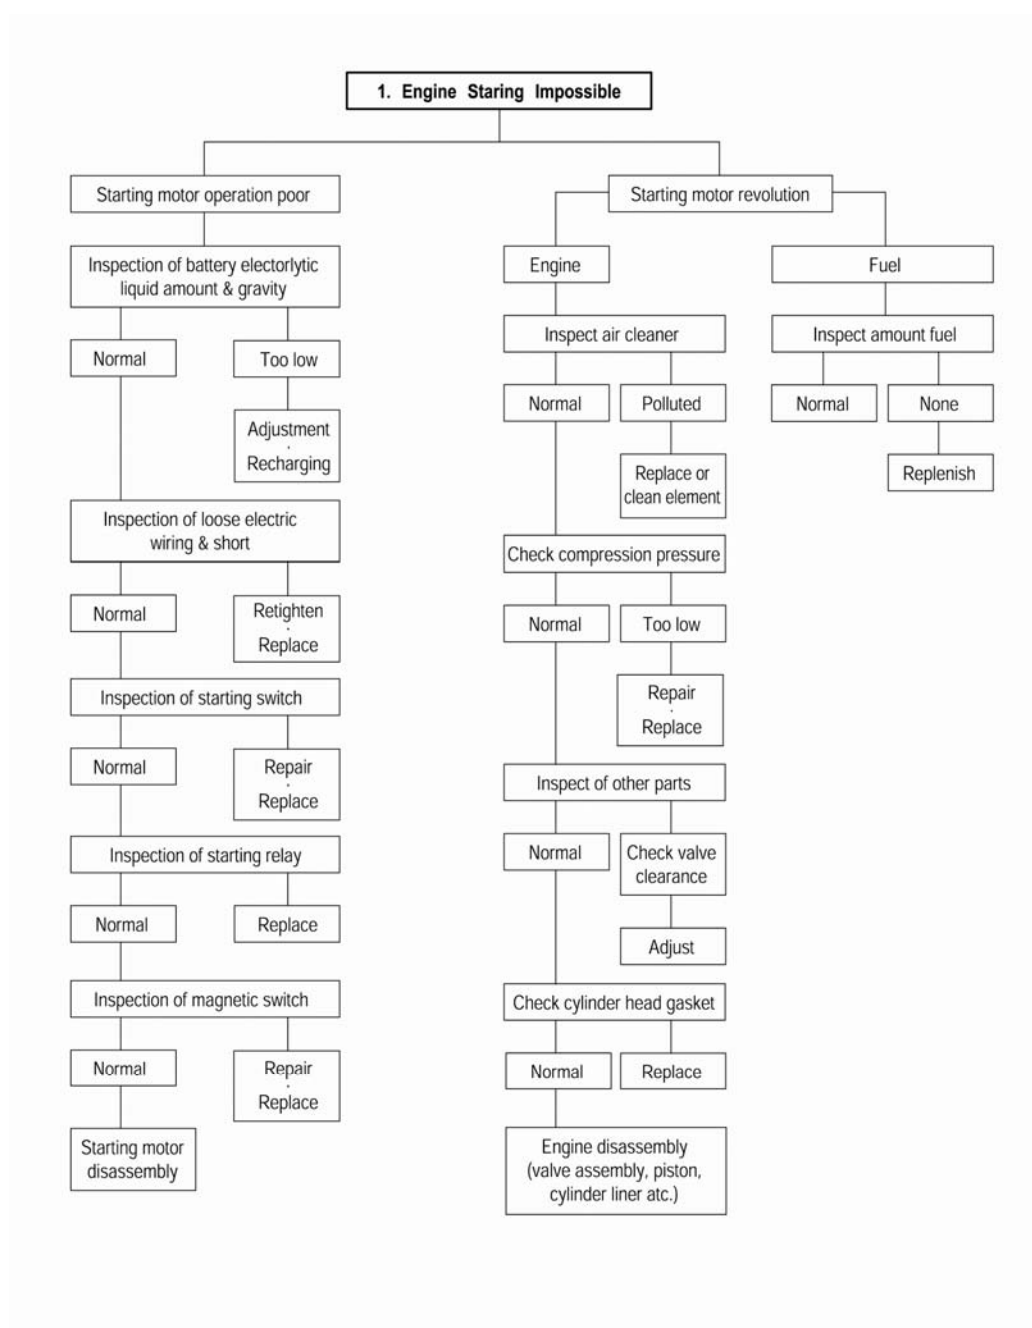 1. Engine Staring Impossible
Starting motor operation poor
Inspection of battery electorlytic
liquid amount & gravity
Normal
Too low
Adjustment
·
Recharging
Inspection of loose electric
wiring & short
Normal
Retighten
·
Replace
Inspection of starting switch
Normal
Repair
·
Replace
Inspection of starting relay
Normal
Replace
Inspection of magnetic switch
Normal
Repair
·
Replace
Starting motor
disassembly
Starting motor revolution
Engine
Inspect air cleaner
Normal
Polluted
Replace or
clean element
Check compression pressure
Normal
Too low
Repair
·
Replace
Inspect of other parts
Normal
Check valve
clearance
Adjust
Check cylinder head gasket
Normal
Replace
Engine disassembly
(valve assembly, piston,
cylinder liner atc.)
Fuel
Inspect amount fuel
Normal
None
Replenish